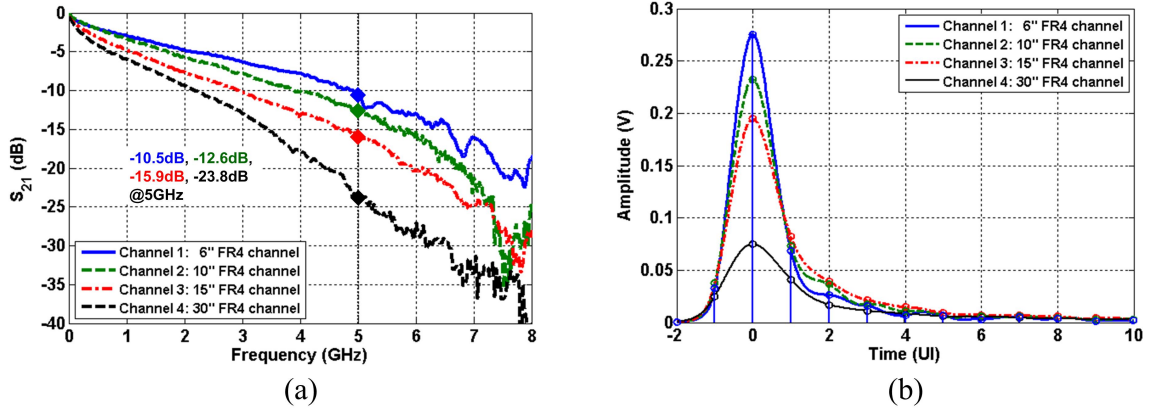 0
-5
-10
-15
-20
-25
-30
-35
-40
S21 (dB)
-10.5dB, -12.6dB,
-15.9dB, -23.8dB
@5GHz
Channel 1: 6" FR4 channel
Channel 2: 10" FR4 channel
Channel 3: 15" FR4 channel
Channel 4: 30" FR4 channel
0 1 2 3 4 5 6 7 8
Frequency (GHz)
(a)
0.3
0.25
0.2
0.15
0.1
0.05
0
Amplitude (V)
Channel 1: 6" FR4 channel
Channel 2: 10" FR4 channel
Channel 3: 15" FR4 channel
Channel 4: 30" FR4 channel
-2 0 2 4 6 8 10
Time (UI)
(b)